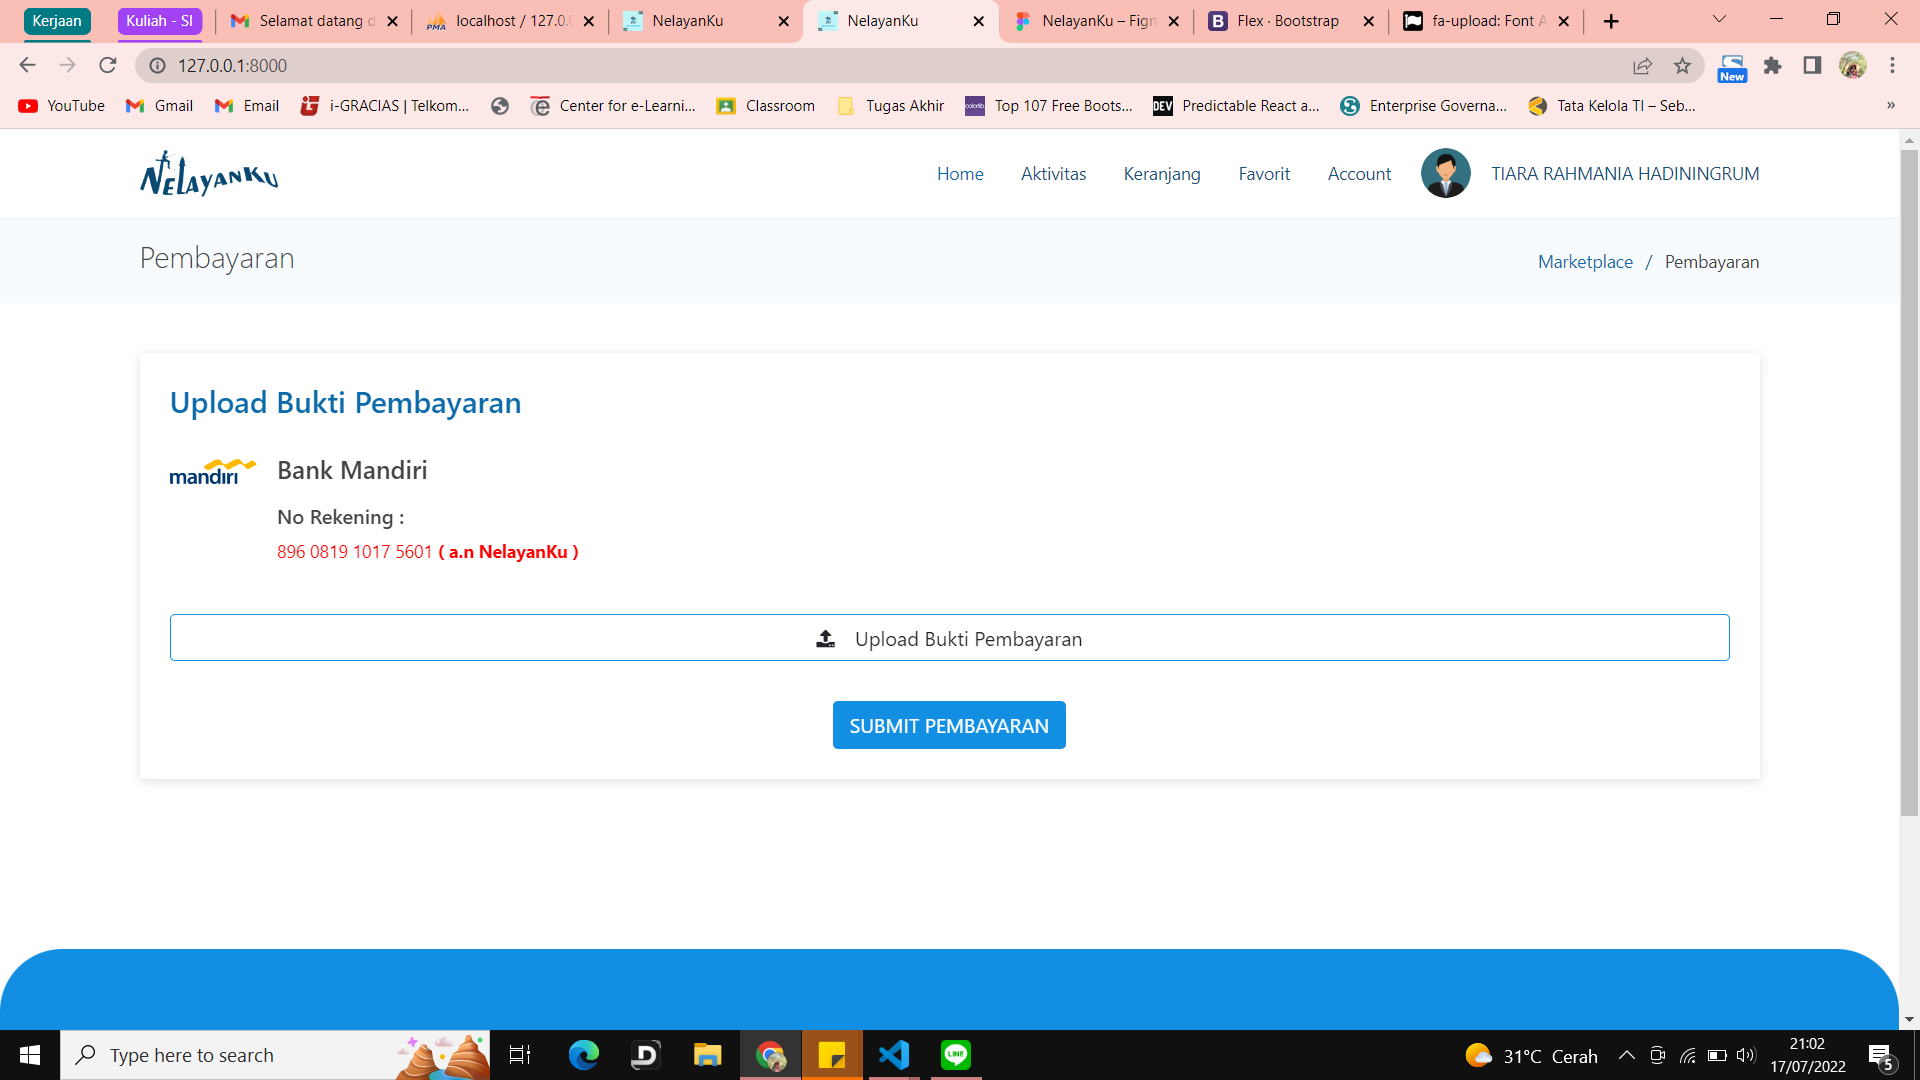 Kerjaan
Kuliah - SI
Selamat datang d
localhost / 127.0.0
NelayanKu
NelayanKu
NelayanKu – Figm
Flex · Bootstrap
fa-upload: Font A
127.0.0.1:8000
New
YouTube
Gmail
Email
i-GRACIAS | Telkom...
Center for e-Learni...
Classroom
Tugas Akhir
Top 107 Free Boots...
DEV
Predictable React a...
Enterprise Governa...
Tata Kelola TI – Seb...
»
NELAYANKU
Home
Aktivitas
Keranjang
Favorit
Account
TIARA RAHMANIA HADININGRUM
Pembayaran
Marketplace / Pembayaran
Upload Bukti Pembayaran
mandiri
Bank Mandiri
No Rekening :
896 0819 1017 5601 ( a.n NelayanKu )
Upload Bukti Pembayaran
SUBMIT PEMBAYARAN
Type here to search
LINE
31°C Cerah
21:02
17/07/2022
5